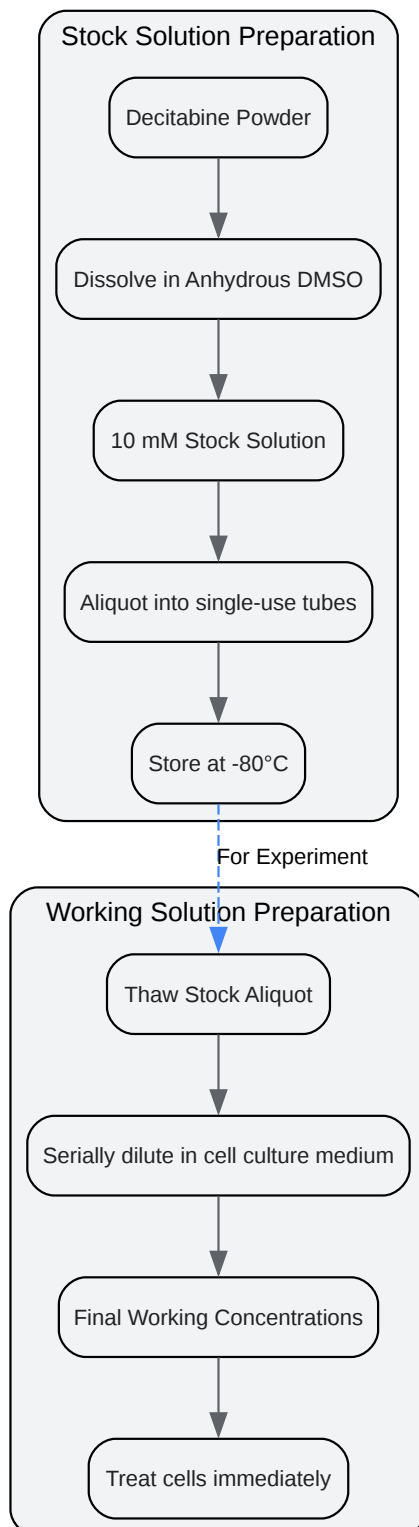 Stock Solution Preparation
Decitabine Powder
Dissolve in Anhydrous DMSO
10 mM Stock Solution
Aliquot into single-use tubes
Store at -80°C
For Experiment
Working Solution Preparation
Thaw Stock Aliquot
Serially dilute in cell culture medium
Final Working Concentrations
Treat cells immediately